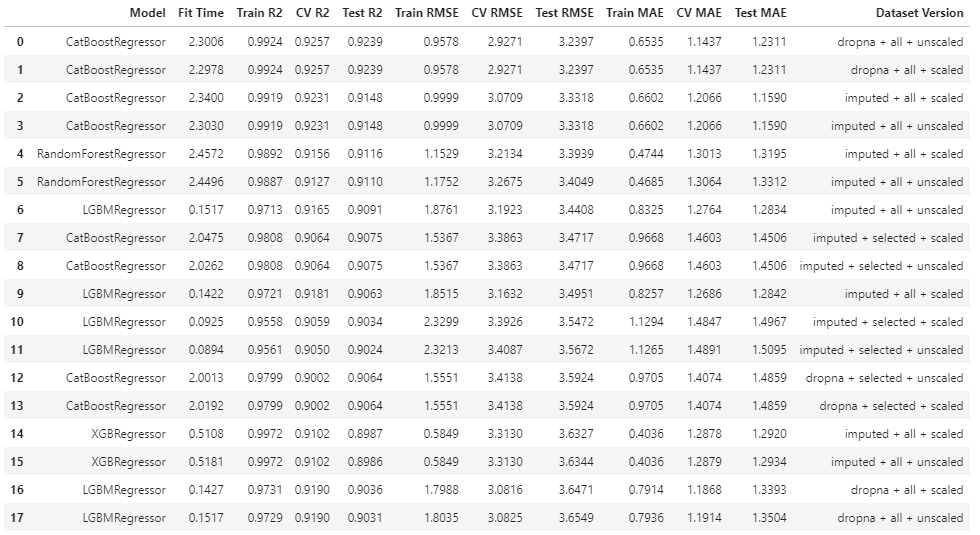 Model Fit Time Train R2 CV R2 Test R2 Train RMSE CV RMSE Test RMSE Train MAE CV MAE Test MAE Dataset Version
0 CatBoostRegressor 2.3006 0.9924 0.9257 0.9239 0.9578 2.9271 3.2397 0.6535 1.1437 1.2311 dropna + all + unscaled
1 CatBoostRegressor 2.2978 0.9924 0.9257 0.9239 0.9578 2.9271 3.2397 0.6535 1.1437 1.2311 dropna + all + scaled
2 CatBoostRegressor 2.3400 0.9919 0.9231 0.9148 0.9999 3.0709 3.3318 0.6602 1.2066 1.1590 imputed + all + scaled
3 CatBoostRegressor 2.3030 0.9919 0.9231 0.9148 0.9999 3.0709 3.3318 0.6602 1.2066 1.1590 imputed + all + unscaled
4 RandomForestRegressor 2.4572 0.9892 0.9156 0.9116 1.1529 3.2134 3.3939 0.4744 1.3013 1.3195 imputed + all + scaled
5 RandomForestRegressor 2.4496 0.9887 0.9127 0.9110 1.1752 3.2675 3.4049 0.4685 1.3064 1.3312 imputed + all + unscaled
6 LGBMRegressor 0.1517 0.9713 0.9165 0.9091 1.8761 3.1923 3.4408 0.8325 1.2764 1.2834 imputed + all + unscaled
7 CatBoostRegressor 2.0475 0.9808 0.9064 0.9075 1.5367 3.3863 3.4717 0.9668 1.4603 1.4506 imputed + selected + scaled
8 CatBoostRegressor 2.0262 0.9808 0.9064 0.9075 1.5367 3.3863 3.4717 0.9668 1.4603 1.4506 imputed + selected + unscaled
9 LGBMRegressor 0.1422 0.9721 0.9181 0.9063 1.8515 3.1632 3.4951 0.8257 1.2686 1.2842 imputed + all + scaled
10 LGBMRegressor 0.0925 0.9558 0.9059 0.9034 2.3299 3.3926 3.5472 1.1294 1.4847 1.4967 imputed + selected + scaled
11 LGBMRegressor 0.0894 0.9561 0.9050 0.9024 2.3213 3.4087 3.5672 1.1265 1.4891 1.5095 imputed + selected + unscaled
12 CatBoostRegressor 2.0013 0.9799 0.9002 0.9064 1.5551 3.4138 3.5924 0.9705 1.4074 1.4859 dropna + selected + unscaled
13 CatBoostRegressor 2.0192 0.9799 0.9002 0.9064 1.5551 3.4138 3.5924 0.9705 1.4074 1.4859 dropna + selected + scaled
14 XGBRegressor 0.5108 0.9972 0.9102 0.8987 0.5849 3.3130 3.6327 0.4036 1.2878 1.2920 imputed + all + scaled
15 XGBRegressor 0.5181 0.9972 0.9102 0.8986 0.5849 3.3130 3.6344 0.4036 1.2879 1.2934 imputed + all + unscaled
16 LGBMRegressor 0.1427 0.9731 0.9190 0.9036 1.7988 3.0816 3.6471 0.7914 1.1868 1.3393 dropna + all + scaled
17 LGBMRegressor 0.1517 0.9729 0.9190 0.9031 1.8035 3.0825 3.6549 0.7936 1.1914 1.3504 dropna + all + unscaled